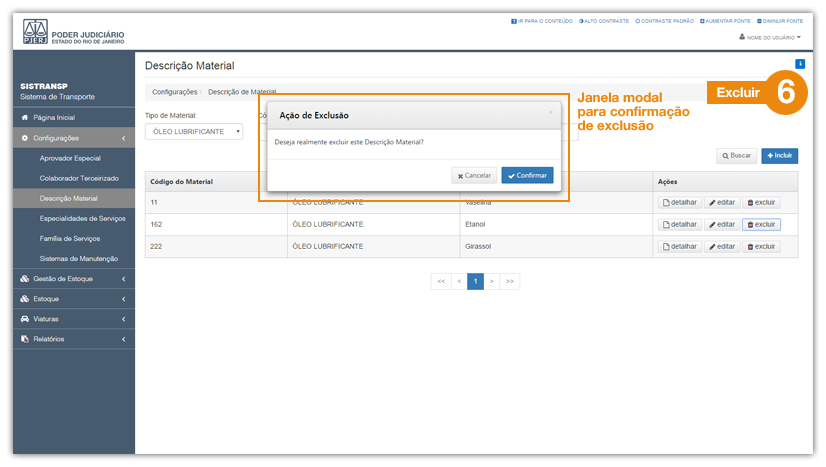 IR PARA O CONTEÚDO ALTO CONTRASTE CONTRASTE PADRÃO AUMENTAR FONTE DIMINUIR FONTE
PJERJ
PODER JUDICIÁRIO
ESTADO DO RIO DE JANEIRO
NOME DO USUÁRIO
Descrição Material
SISTRANSP
Sistema de Transporte
Excluir 6
Configurações / Descrição de Material
Janela modal
para confirmação
de exclusão
Página Inicial
Configurações
Aprovador Especial
Colaborador Terceirizado
Descrição Material
Especialidades de Serviços
Família de Serviços
Sistemas de Manutenção
Gestão de Estoque
Estoque
Viaturas
Relatórios
Tipo de Material:
ÓLEO LUBRIFICANTE
Ação de Exclusão ×
Deseja realmente excluir este Descrição Material?
Cancelar Confirmar
Buscar Incluir
Código do Material Ações
11 ÓLEO LUBRIFICANTE Vaselina detalhar editar excluir
162 ÓLEO LUBRIFICANTE Etanol detalhar editar excluir
222 ÓLEO LUBRIFICANTE Girassol detalhar editar excluir
<< < 1 > >>